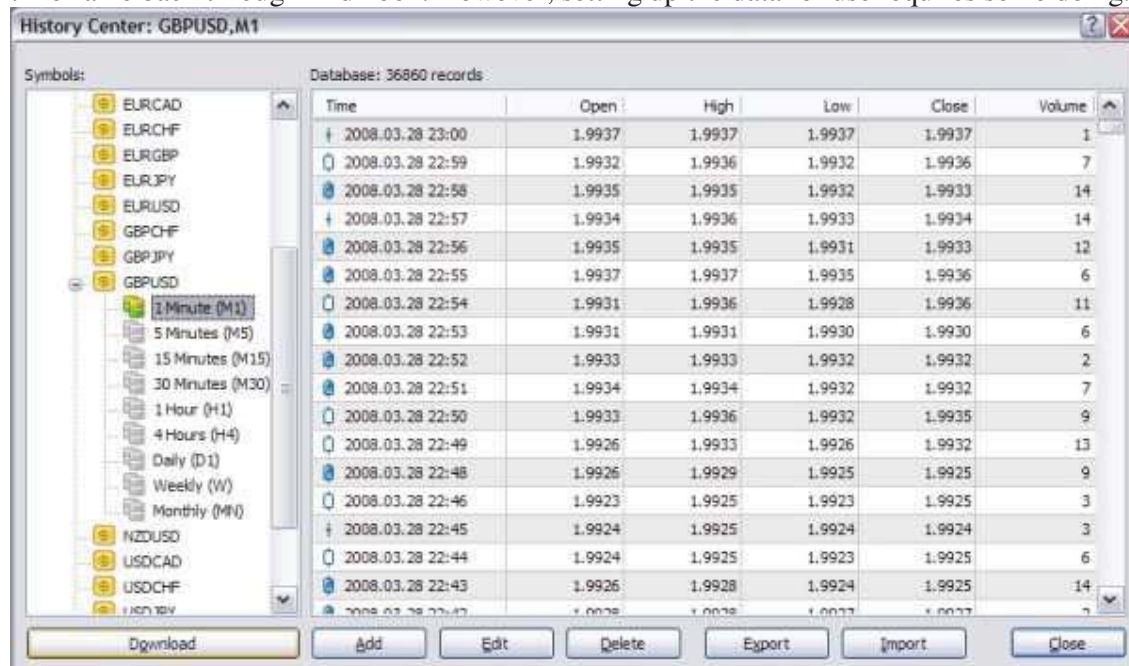 History Center: GBPUSD,M1
Symbols:
Database: 36860 records
EURCAD
EURCHF
EURGBP
EURJPY
EURUSD
GBPCHF
GBPJPY
GBPUSD
1 Minute (M1)
5 Minutes (M5)
15 Minutes (M15)
30 Minutes (M30)
1 Hour (H1)
4 Hours (H4)
Daily (D1)
Weekly (W)
Monthly (MN)
NZDUSD
USDCAD
USDCHF
USDJPY
Time Open High Low Close Volume
2008.03.28 23:00 1.9937 1.9937 1.9937 1.9937 1
2008.03.28 22:59 1.9932 1.9936 1.9932 1.9936 7
2008.03.28 22:58 1.9935 1.9935 1.9932 1.9933 14
2008.03.28 22:57 1.9934 1.9936 1.9933 1.9934 14
2008.03.28 22:56 1.9935 1.9935 1.9931 1.9933 12
2008.03.28 22:55 1.9937 1.9937 1.9935 1.9936 6
2008.03.28 22:54 1.9931 1.9936 1.9928 1.9936 11
2008.03.28 22:53 1.9931 1.9931 1.9930 1.9930 6
2008.03.28 22:52 1.9933 1.9933 1.9932 1.9932 2
2008.03.28 22:51 1.9934 1.9934 1.9932 1.9932 7
2008.03.28 22:50 1.9933 1.9936 1.9932 1.9935 9
2008.03.28 22:49 1.9926 1.9933 1.9926 1.9932 13
2008.03.28 22:48 1.9926 1.9929 1.9925 1.9925 9
2008.03.28 22:46 1.9923 1.9925 1.9923 1.9925 3
2008.03.28 22:45 1.9924 1.9925 1.9924 1.9924 3
2008.03.28 22:44 1.9924 1.9925 1.9923 1.9925 6
2008.03.28 22:43 1.9926 1.9928 1.9924 1.9925 14
Download Add Edit Delete Export Import Close